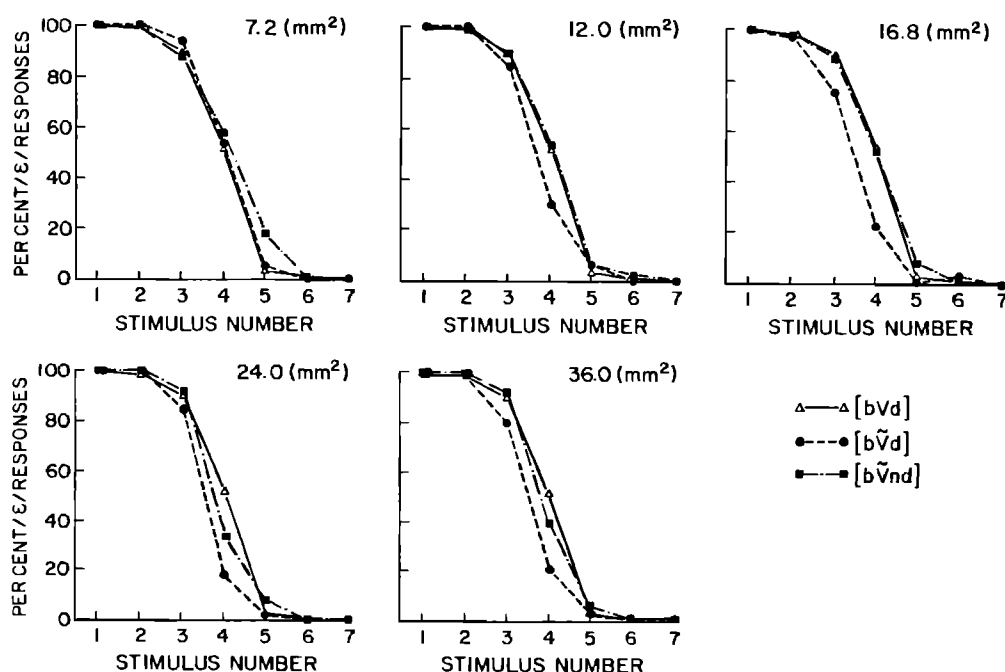 7.2 (mm²)
12.0 (mm²)
16.8 (mm²)
PERCENT/ε/RESPONSES
100
80
60
40
20
0
1 2 3 4 5 6 7
1 2 3 4 5 6 7
1 2 3 4 5 6 7
STIMULUS NUMBER
STIMULUS NUMBER
STIMULUS NUMBER
24.0 (mm²)
36.0 (mm²)
PERCENT/ε/RESPONSES
100
80
60
40
20
0
1 2 3 4 5 6 7
1 2 3 4 5 6 7
STIMULUS NUMBER
STIMULUS NUMBER
[bVd]
[bṼd]
[bṼnd]